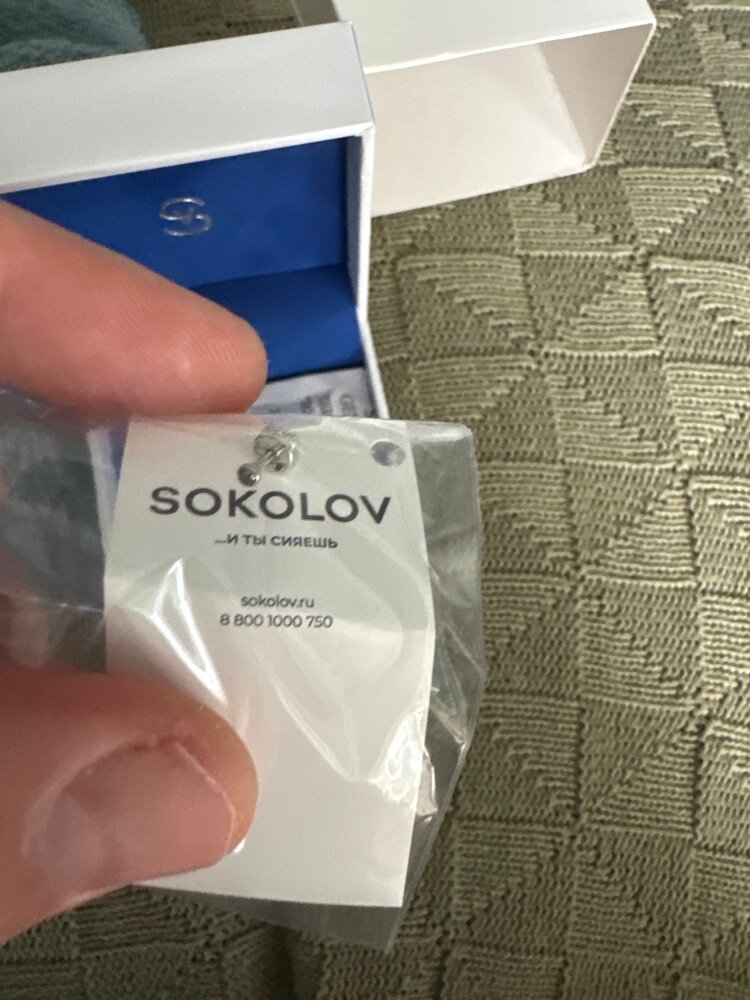 SOKOLOV
...И ТЫ СИЯЕШЬ
sokolov.ru
8 800 1000 750